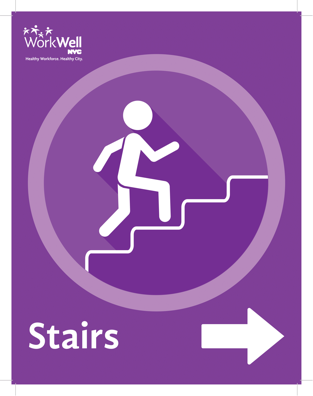 WorkWell
NYC
Healthy Workforce. Healthy City.
Stairs